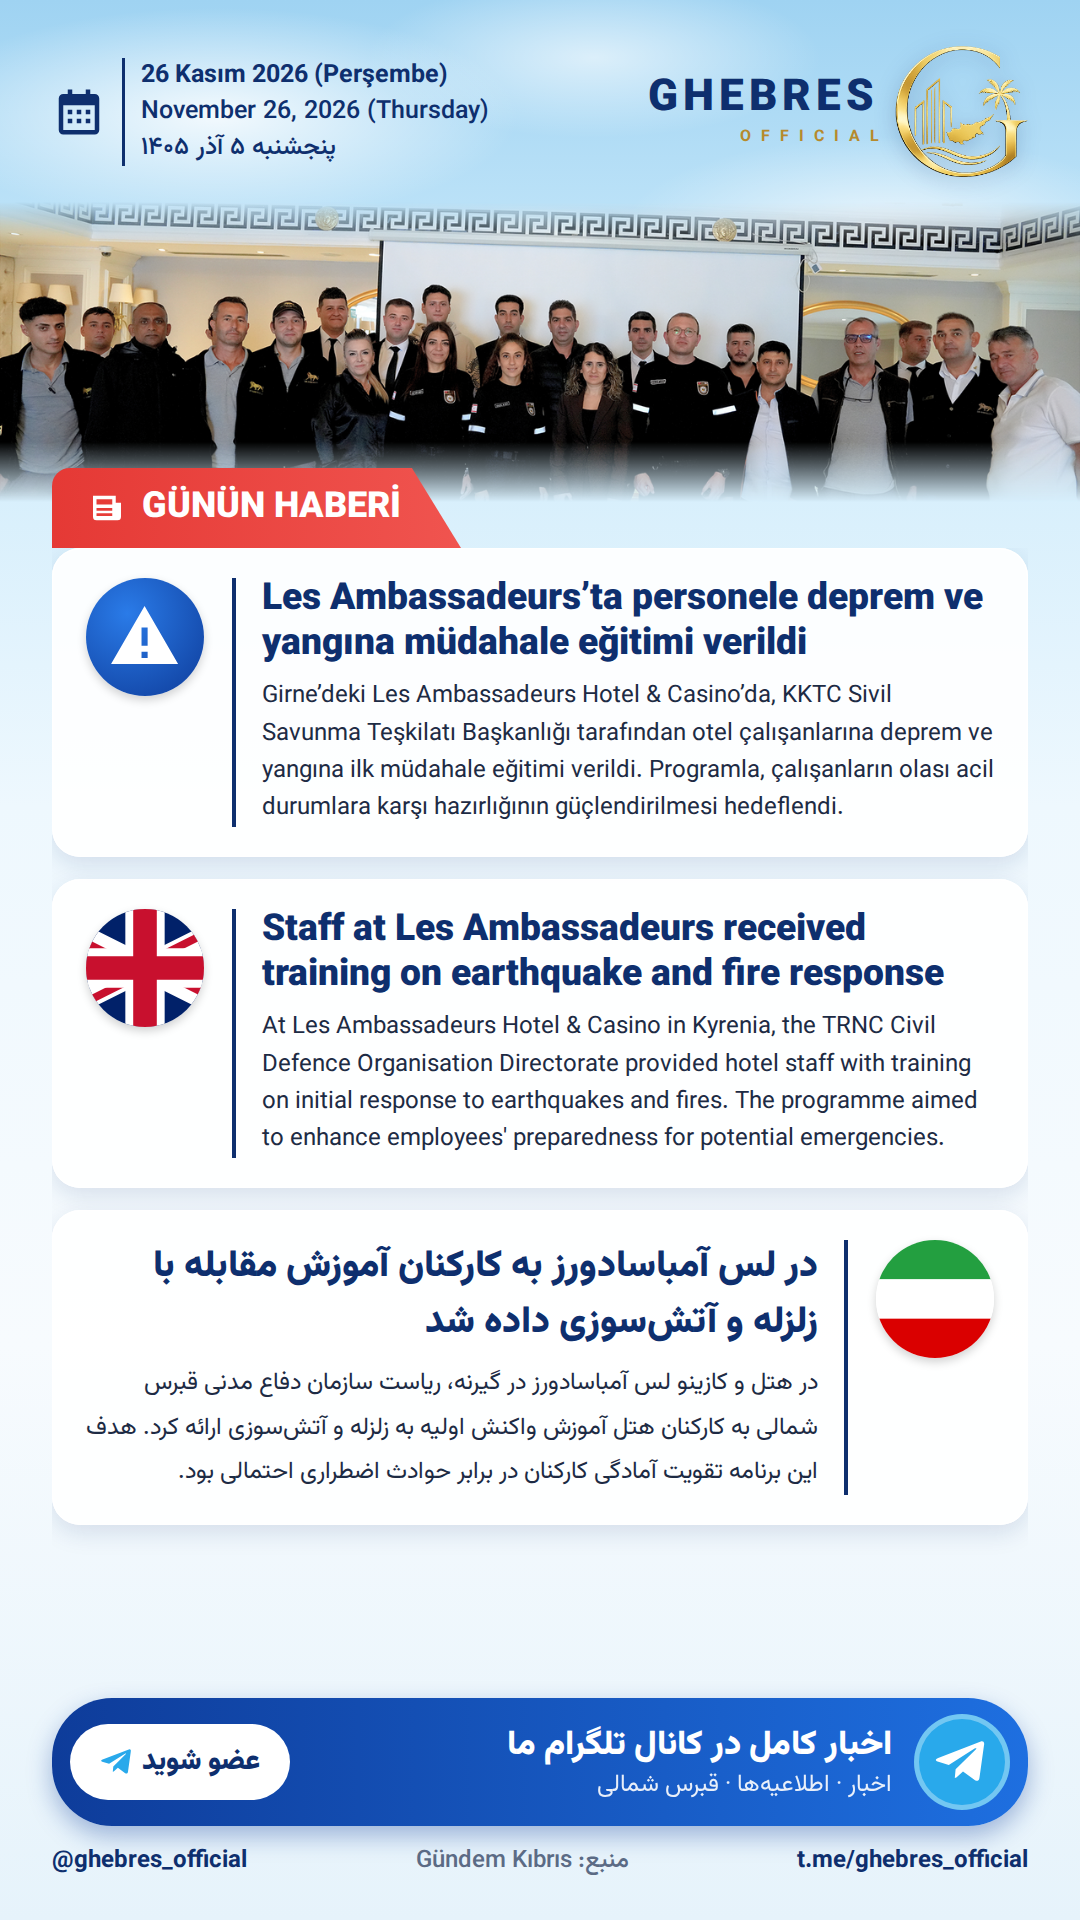 26 Kasım 2026 (Perşembe)
November 26, 2026 (Thursday)
پنجشنبه ۵ آذر ۱۴۰۵
GHEBRES
OFFICIAL
GÜNÜN HABERİ
Les Ambassadeurs’ta personele deprem ve
yangına müdahale eğitimi verildi
Girne’deki Les Ambassadeurs Hotel & Casino’da, KKTC Sivil
Savunma Teşkilatı Başkanlığı tarafından otel çalışanlarına deprem ve
yangına ilk müdahale eğitimi verildi. Programla, çalışanların olası acil
durumlara karşı hazırlığının güçlendirilmesi hedeflendi.
Staff at Les Ambassadeurs received
training on earthquake and fire response
At Les Ambassadeurs Hotel & Casino in Kyrenia, the TRNC Civil
Defence Organisation Directorate provided hotel staff with training
on initial response to earthquakes and fires. The programme aimed
to enhance employees' preparedness for potential emergencies.
در لس آمباسادورز به کارکنان آموزش مقابله با
زلزله و آتش‌سوزی داده شد
در هتل و کازینو لس آمباسادورز در گیرنه، ریاست سازمان دفاع مدنی قبرس
شمالی به کارکنان هتل آموزش واکنش اولیه به زلزله و آتش‌سوزی ارائه کرد. هدف
این برنامه تقویت آمادگی کارکنان در برابر حوادث اضطراری احتمالی بود.
اخبار کامل در کانال تلگرام ما
اخبار · اطلاعیه‌ها · قبرس شمالی
عضو شوید
@ghebres_official
منبع: Gündem Kıbrıs
t.me/ghebres_official